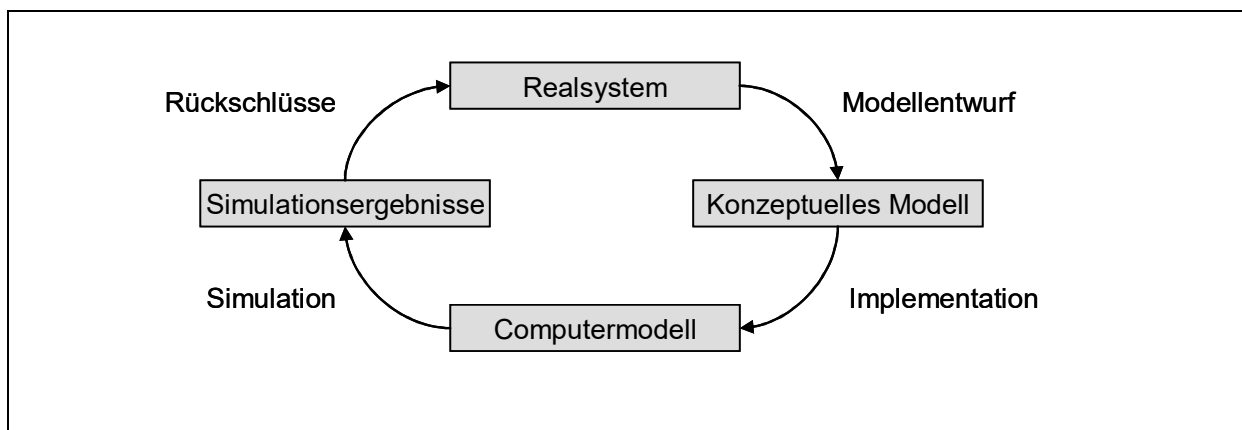 Realsystem
Rückschlüsse
Modellentwurf
Simulationsergebnisse
Konzeptuelles Modell
Simulation
Implementation
Computermodell